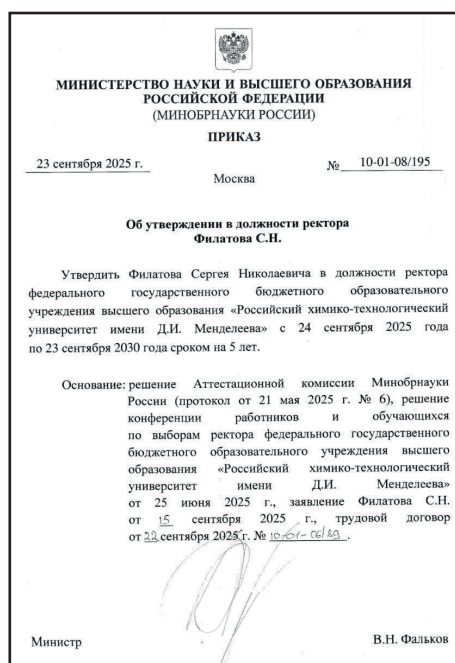 МИНИСТЕРСТВО НАУКИ И ВЫСШЕГО ОБРАЗОВАНИЯ
РОССИЙСКОЙ ФЕДЕРАЦИИ
(МИНОБРНАУКИ РОССИИ)
ПРИКАЗ
23 сентября 2025 г. № 10-01-08/195
Москва
Об утверждении в должности ректора
Филатова С.Н.
Утвердить Филатова Сергея Николаевича в должности ректора
федерального государственного бюджетного образовательного
учреждения высшего образования «Российский химико-технологический
университет имени Д.И. Менделеева» с 24 сентября 2025 года
по 23 сентября 2030 года сроком на 5 лет.
Основание: решение Аттестационной комиссии Минобрнауки
России (протокол от 21 мая 2025 г. № 6), решение
конференции работников и обучающихся
по выборам ректора федерального государственного
бюджетного образовательного учреждения высшего
образования «Российский химико-технологический
университет имени Д.И. Менделеева»
от 25 июня 2025 г., заявление Филатова С.Н.
от 15 сентября 2025 г., трудовой договор
от 22 сентября 2025 г. № 10-01-06/89.
Министр В.Н. Фальков